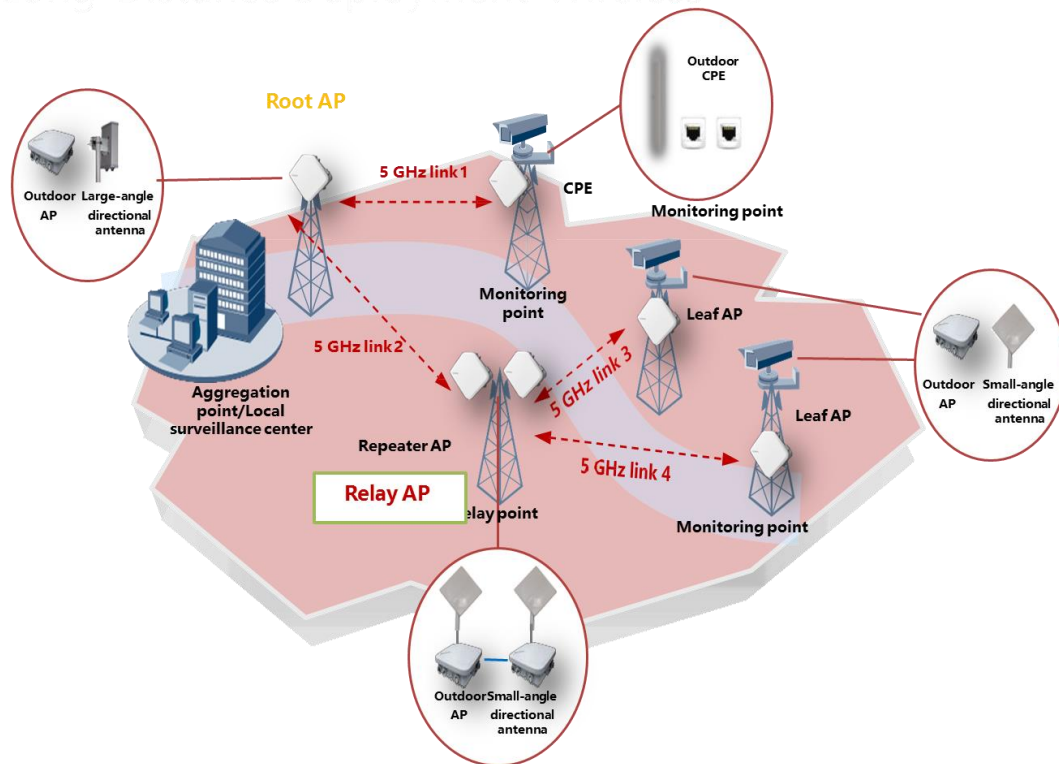 Root AP
Outdoor
CPE
5 GHz link 1
CPE
Outdoor
AP
Large-angle
directional
antenna
Monitoring point
Monitoring
point
Leaf AP
5 GHz link2
5 GHz link 3
Outdoor
AP
Small-angle
directional
antenna
Aggregation
point/Local
surveillance center
Leaf AP
Repeater AP
5 GHz link 4
Relay AP
elay point
Monitoring point
Outdoor
AP
Small-angle
directional
antenna